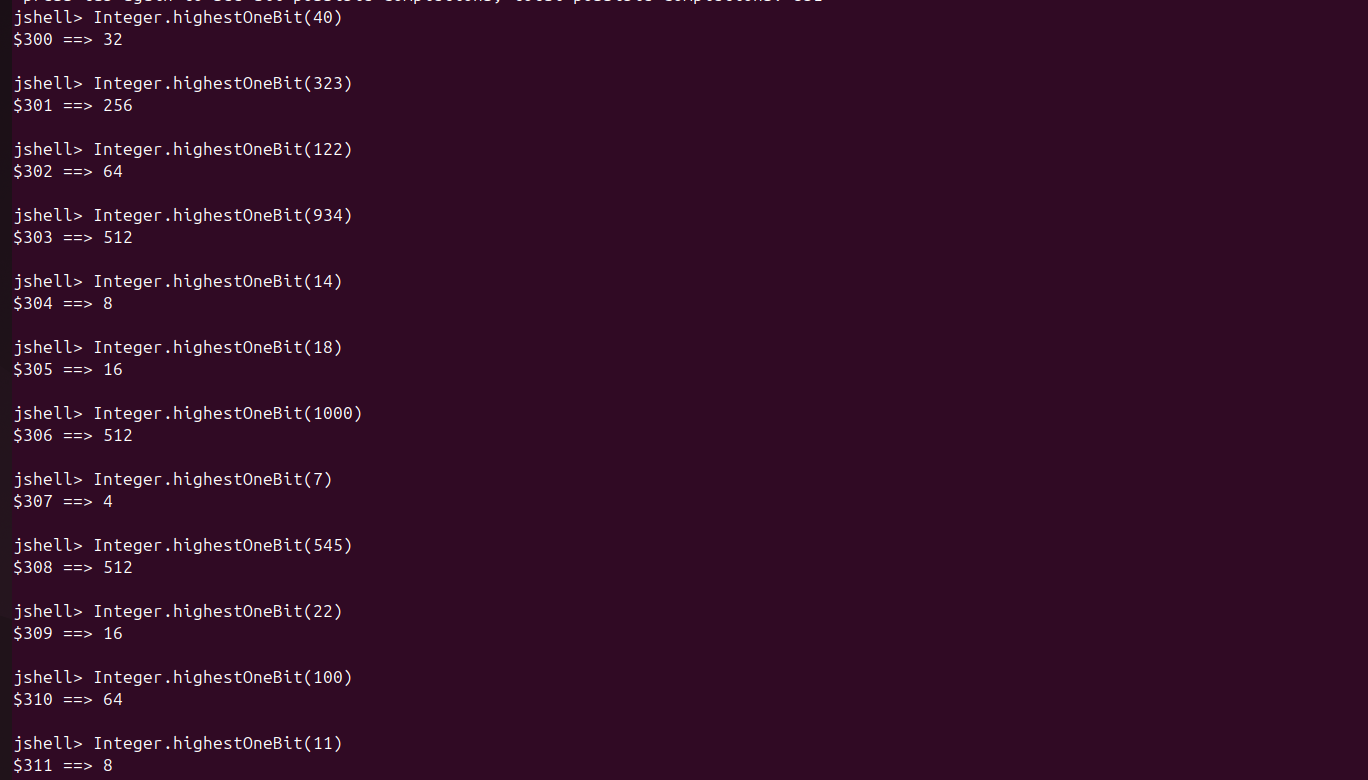 jshell> Integer.highestOneBit(40)
$300 ==> 32
jshell> Integer.highestOneBit(323)
$301 ==> 256
jshell> Integer.highestOneBit(122)
$302 ==> 64
jshell> Integer.highestOneBit(934)
$303 ==> 512
jshell> Integer.highestOneBit(14)
$304 ==> 8
jshell> Integer.highestOneBit(18)
$305 ==> 16
jshell> Integer.highestOneBit(1000)
$306 ==> 512
jshell> Integer.highestOneBit(7)
$307 ==> 4
jshell> Integer.highestOneBit(545)
$308 ==> 512
jshell> Integer.highestOneBit(22)
$309 ==> 16
jshell> Integer.highestOneBit(100)
$310 ==> 64
jshell> Integer.highestOneBit(11)
$311 ==> 8